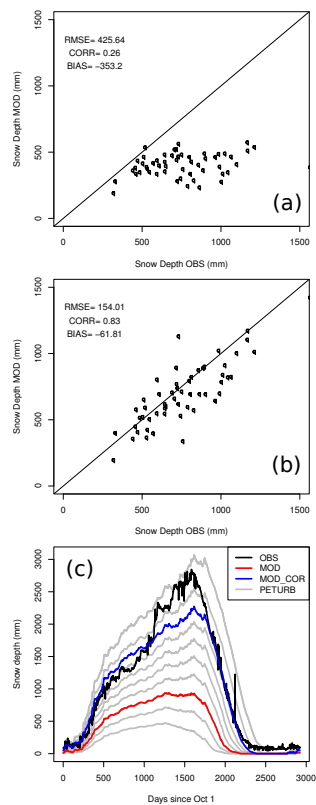 RMSE= 425.64
CORR= 0.26
BIAS= −353.2
Snow Depth MOD (mm)
0 500 1000 1500
(a)
0 500 1000 1500
Snow Depth OBS (mm)
RMSE= 154.01
CORR= 0.83
BIAS= −61.81
Snow Depth MOD (mm)
0 500 1000 1500
(b)
0 500 1000 1500
Snow Depth OBS (mm)
(c)
OBS
MOD
MOD_COR
PETURB
Snow depth (mm)
0 500 1000 1500 2000 2500 3000
0 500 1000 1500 2000 2500 3000
Days since Oct 1